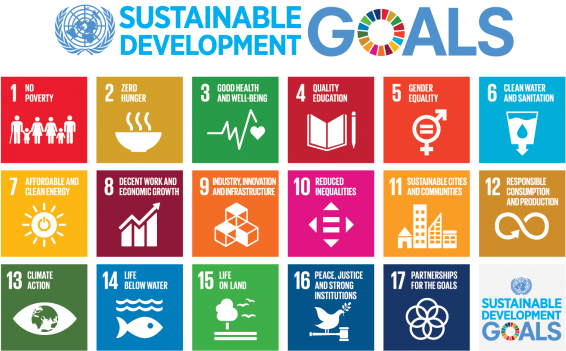 SUSTAINABLE
DEVELOPMENT
GOALS
1 NO
POVERTY
2 ZERO
HUNGER
3 GOOD HEALTH
AND WELL-BEING
4 QUALITY
EDUCATION
5 GENDER
EQUALITY
6 CLEAN WATER
AND SANITATION
7 AFFORDABLE AND
CLEAN ENERGY
8 DECENT WORK AND
ECONOMIC GROWTH
9 INDUSTRY, INNOVATION
AND INFRASTRUCTURE
10 REDUCED
INEQUALITIES
11 SUSTAINABLE CITIES
AND COMMUNITIES
12 RESPONSIBLE
CONSUMPTION
AND PRODUCTION
13 CLIMATE
ACTION
14 LIFE
BELOW WATER
15 LIFE
ON LAND
16 PEACE, JUSTICE
AND STRONG
INSTITUTIONS
17 PARTNERSHIPS
FOR THE GOALS
SUSTAINABLE
DEVELOPMENT
GOALS